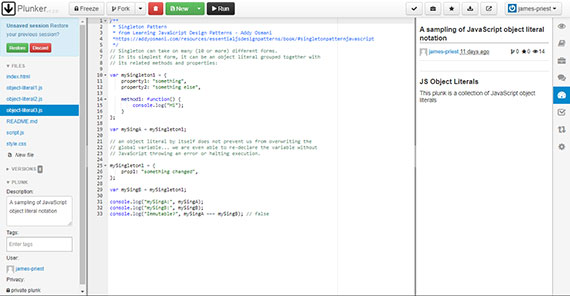 Plunker
Freeze
Fork
New
Run
james-priest
Unsaved session Restore
your previous session?
Restore
Discard
FILES
index.html
object-literal1.js
object-literal2.js
object-literal3.js
README.md
script.js
style.css
New file
VERSIONS
PLUNK
Description:
A sampling of JavaScript
object literal notation
Tags:
Enter tags
User:
james-priest
Privacy:
private plunk
1 /**
2 * Singleton Pattern
3 * from Learning JavaScript Design Patterns - Addy Osmani
4 *https://addyosmani.com/resources/essentialjsdesignpatterns/book/#singletonpatternjavascript
5 */
6 // Singleton can take on many (10 or more) different forms.
7 // In its simplest form, it can be an object literal grouped together with
8 // its related methods and properties:
9
10 var mySingleton1 = {
11 property1: "something",
12 property2: "something else",
13
14 method1: function() {
15 console.log("Hi");
16 }
17 };
18
19 var mySingA = mySingleton1;
20
21 // an object literal by itself does not prevent us from overwriting the
22 // global variable... we are even able to re-declare the variable without
23 // JavaScript throwing an error or halting execution.
24
25 mySingleton1 = {
26 prop1: "something changed",
27 };
28
29 var mySingB = mySingleton1;
30
31 console.log("mySingA:", mySingA);
32 console.log("mySingB:", mySingB);
33 console.log("Immutable?", mySingA === mySingB); // false
A sampling of JavaScript object literal
notation
james-priest 11 days ago
0 0 14
JS Object Literals
This plunk is a collection of JavaScript object
literals